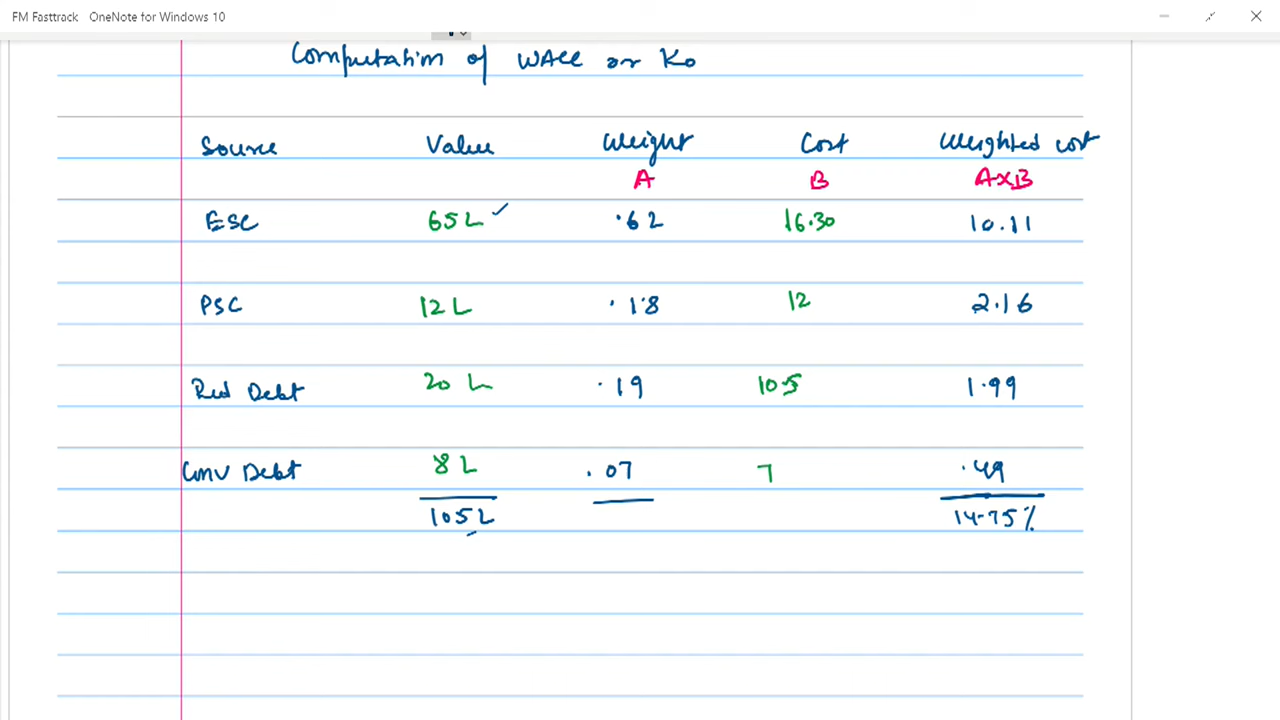 FM Fasttrack OneNote for Windows 10
Computation of WACC or Ko
Source Value Weight Cost Weighted cost
A B A×B
ESC 65L ✓ .62 16.30 10.11
PSC 12L .18 12 2.16
Red Debt 20 L .19 10.5 1.99
Conv Debt 8L .07 7 .49
105L 14.75%